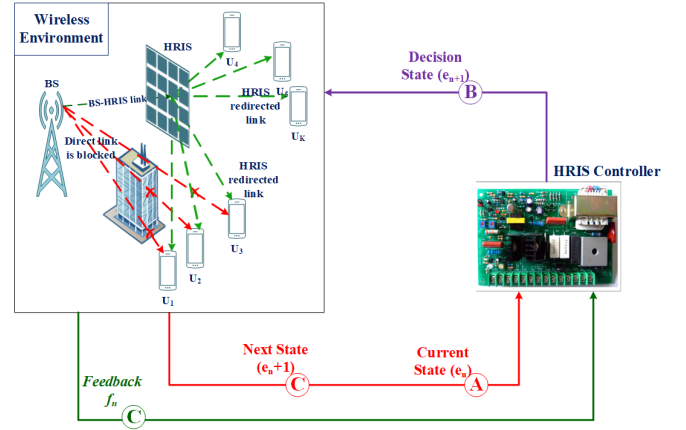 Wireless
Environment
HRIS
U4
U5
UK
BS
BS-HRIS link
HRIS
redirected
link
Direct link
is blocked
HRIS
redirected
link
U3
U2
U1
Decision
State (en+1)
B
HRIS Controller
Next State
(en+1)
C
Current
State (en)
A
Feedback
fn
C